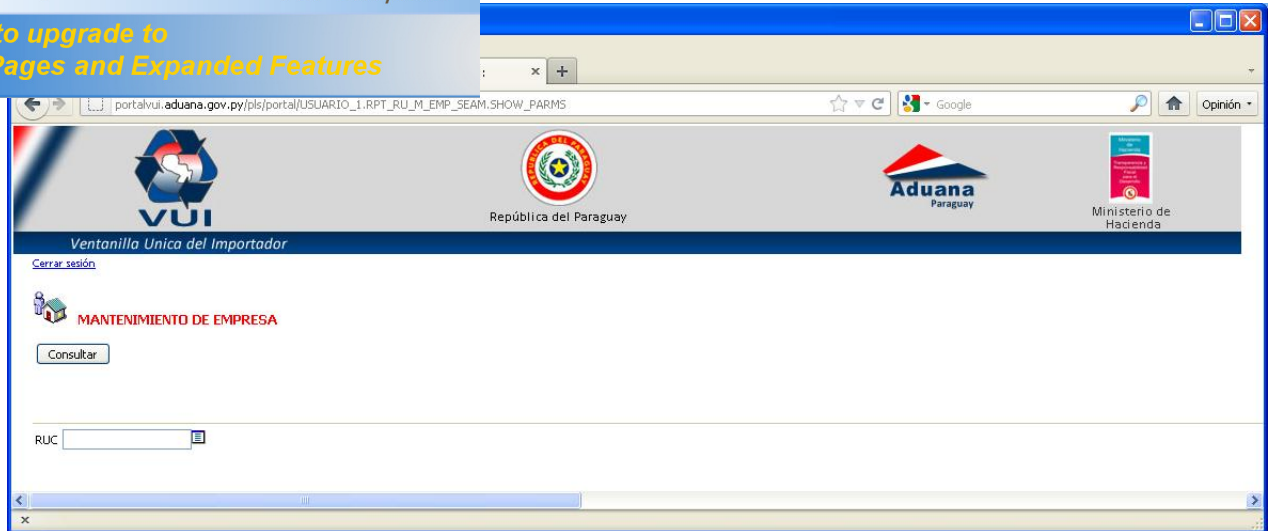 to upgrade to
Pages and Expanded Features
portalvui.aduana.gov.py/pls/portal/USUARIO_1.RPT_RU_M_EMP_SEAM.SHOW_PARMS
Google
Opinión
VUI
República del Paraguay
Aduana
Paraguay
Ministerio de
Hacienda
Ventanilla Unica del Importador
Cerrar sesión
MANTENIMIENTO DE EMPRESA
Consultar
RUC